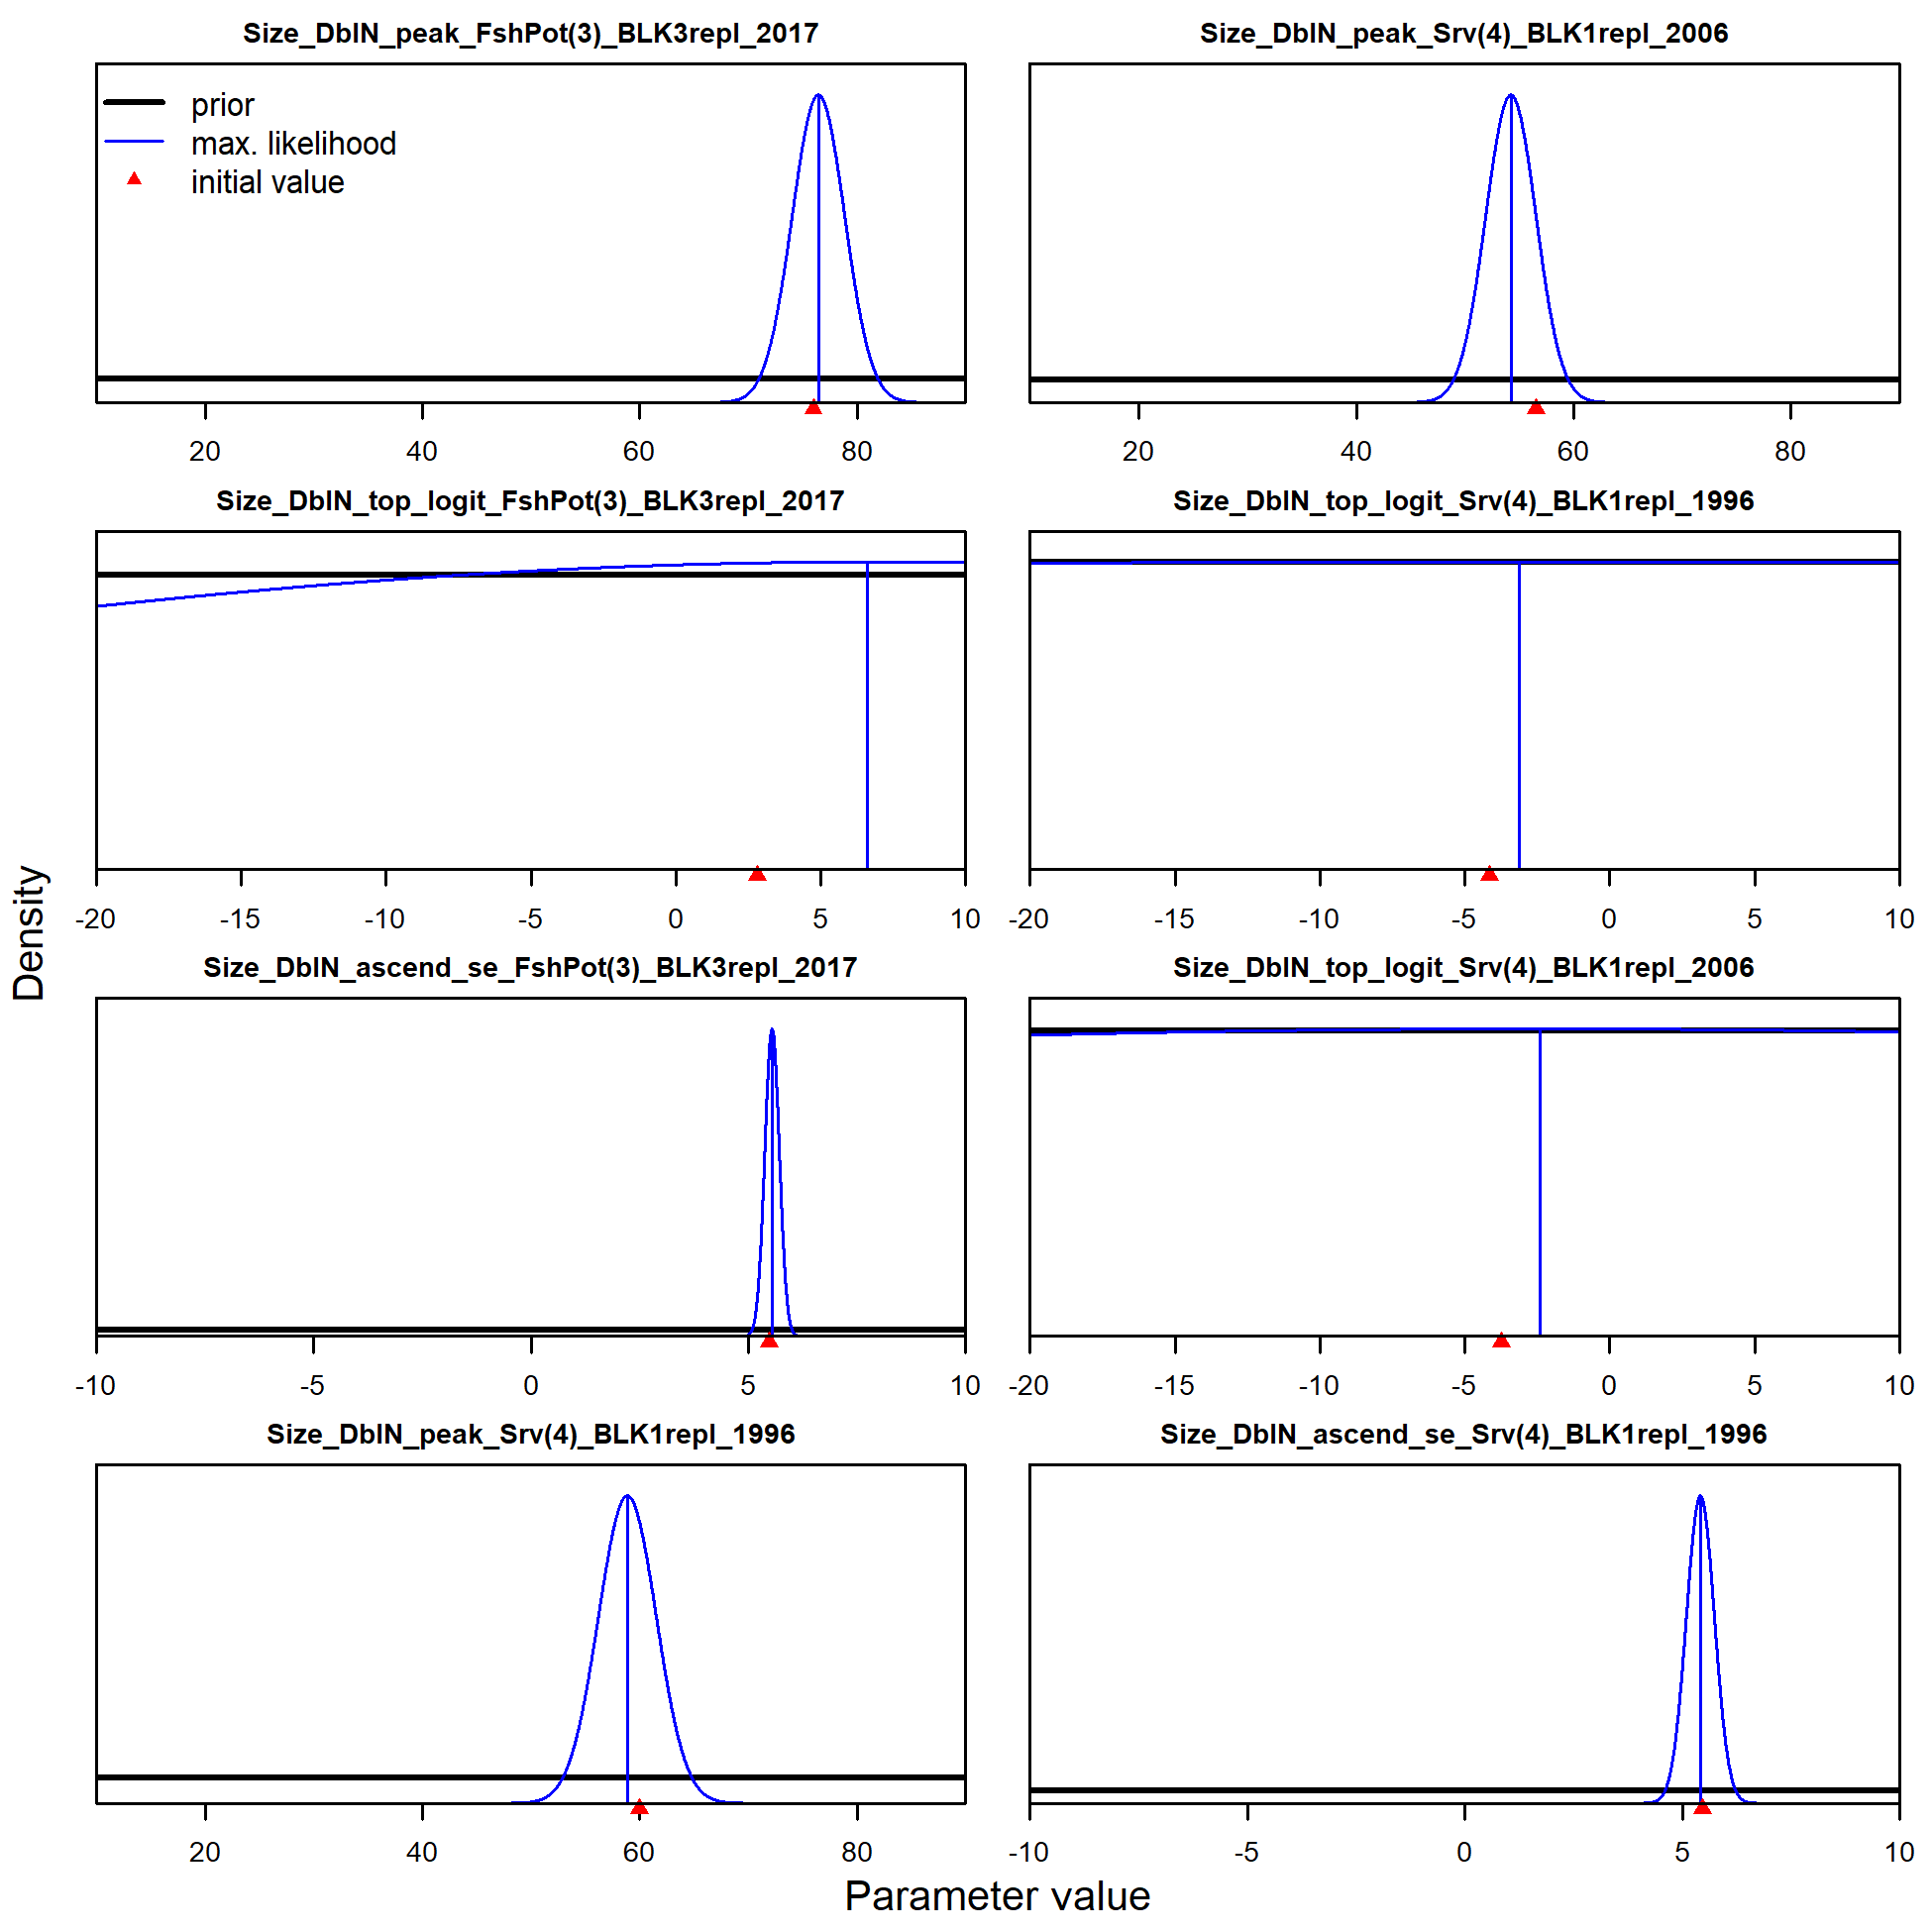 Size_DblN_peak_FshPot(3)_BLK3repl_2017
prior
max. likelihood
initial value
20 40 60 80
Size_DblN_peak_Srv(4)_BLK1repl_2006
20 40 60 80
Size_DblN_top_logit_FshPot(3)_BLK3repl_2017
-20 -15 -10 -5 0 5 10
Size_DblN_top_logit_Srv(4)_BLK1repl_1996
-20 -15 -10 -5 0 5 10
Size_DblN_ascend_se_FshPot(3)_BLK3repl_2017
-10 -5 0 5 10
Size_DblN_top_logit_Srv(4)_BLK1repl_2006
-20 -15 -10 -5 0 5 10
Size_DblN_peak_Srv(4)_BLK1repl_1996
20 40 60 80
Size_DblN_ascend_se_Srv(4)_BLK1repl_1996
-10 -5 0 5 10
Density
Parameter value